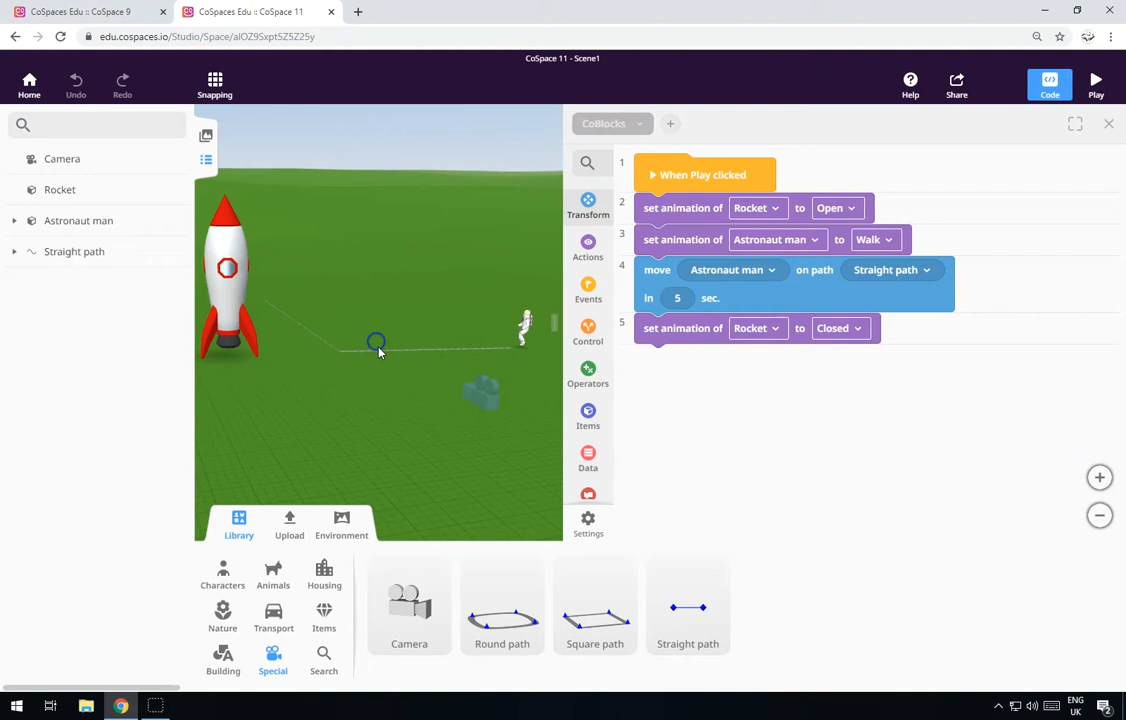 CoSpaces Edu :: CoSpace 9
CoSpaces Edu :: CoSpace 11
edu.cospaces.io/Studio/Space/alOZ9Sxpt5Z5Z25y
CoSpace 11 - Scene1
Home
Undo
Redo
Snapping
Help
Share
Code
Play
Camera
Rocket
Astronaut man
Straight path
CoBlocks
1 When Play clicked
2 set animation of Rocket to Open
3 set animation of Astronaut man to Walk
4 move Astronaut man on path Straight path
in 5 sec.
5 set animation of Rocket to Closed
Transform
Actions
Events
Control
Operators
Items
Data
Settings
Library
Upload
Environment
Characters
Animals
Housing
Nature
Transport
Items
Building
Special
Search
Camera
Round path
Square path
Straight path
ENG
UK
2